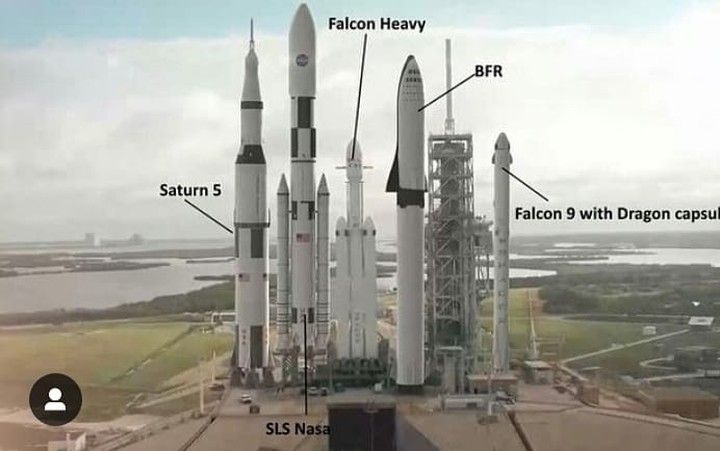 Falcon Heavy
BFR
Saturn 5
Falcon 9 with Dragon capsul
SLS Nasa